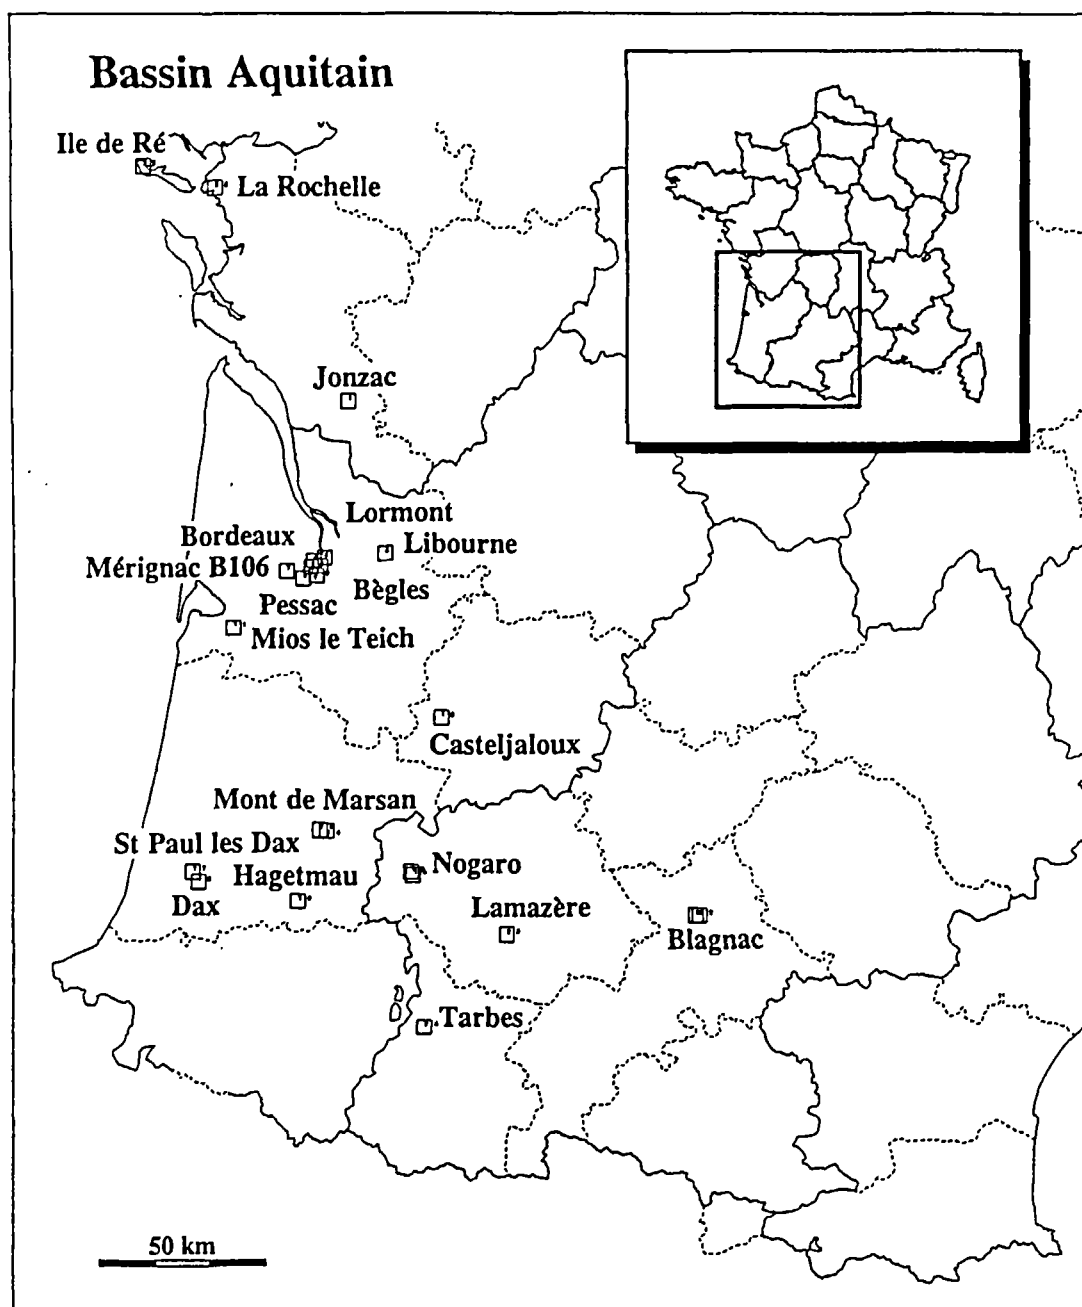 Bassin Aquitain
Ile de Ré
La Rochelle
Jonzac
Lormont
Bordeaux
Libourne
Mérignac B106
Bègles
Pessac
Mios le Teich
Casteljaloux
Mont de Marsan
St Paul les Dax
Hagetmau
Nogaro
Dax
Lamazère
Blagnac
Tarbes
50 km